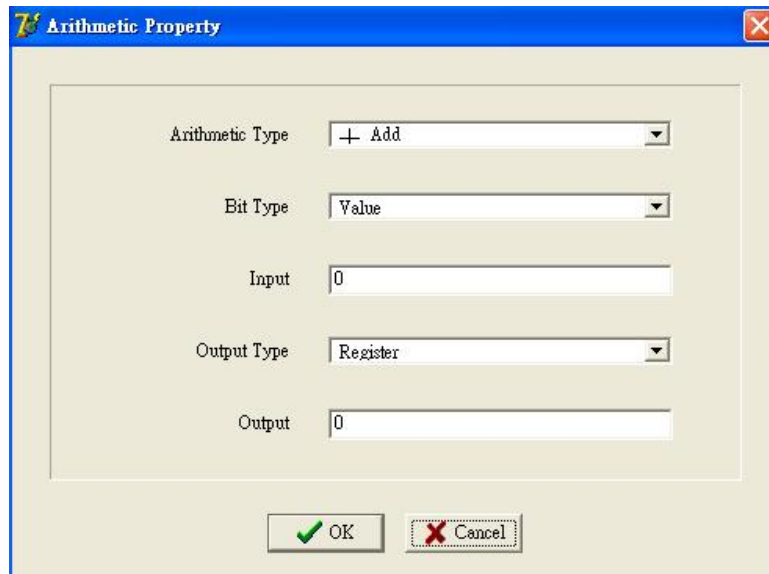 Arithmetic Property
Arithmetic Type
+ Add
Bit Type
Value
Input
0
Output Type
Register
Output
0
OK
Cancel